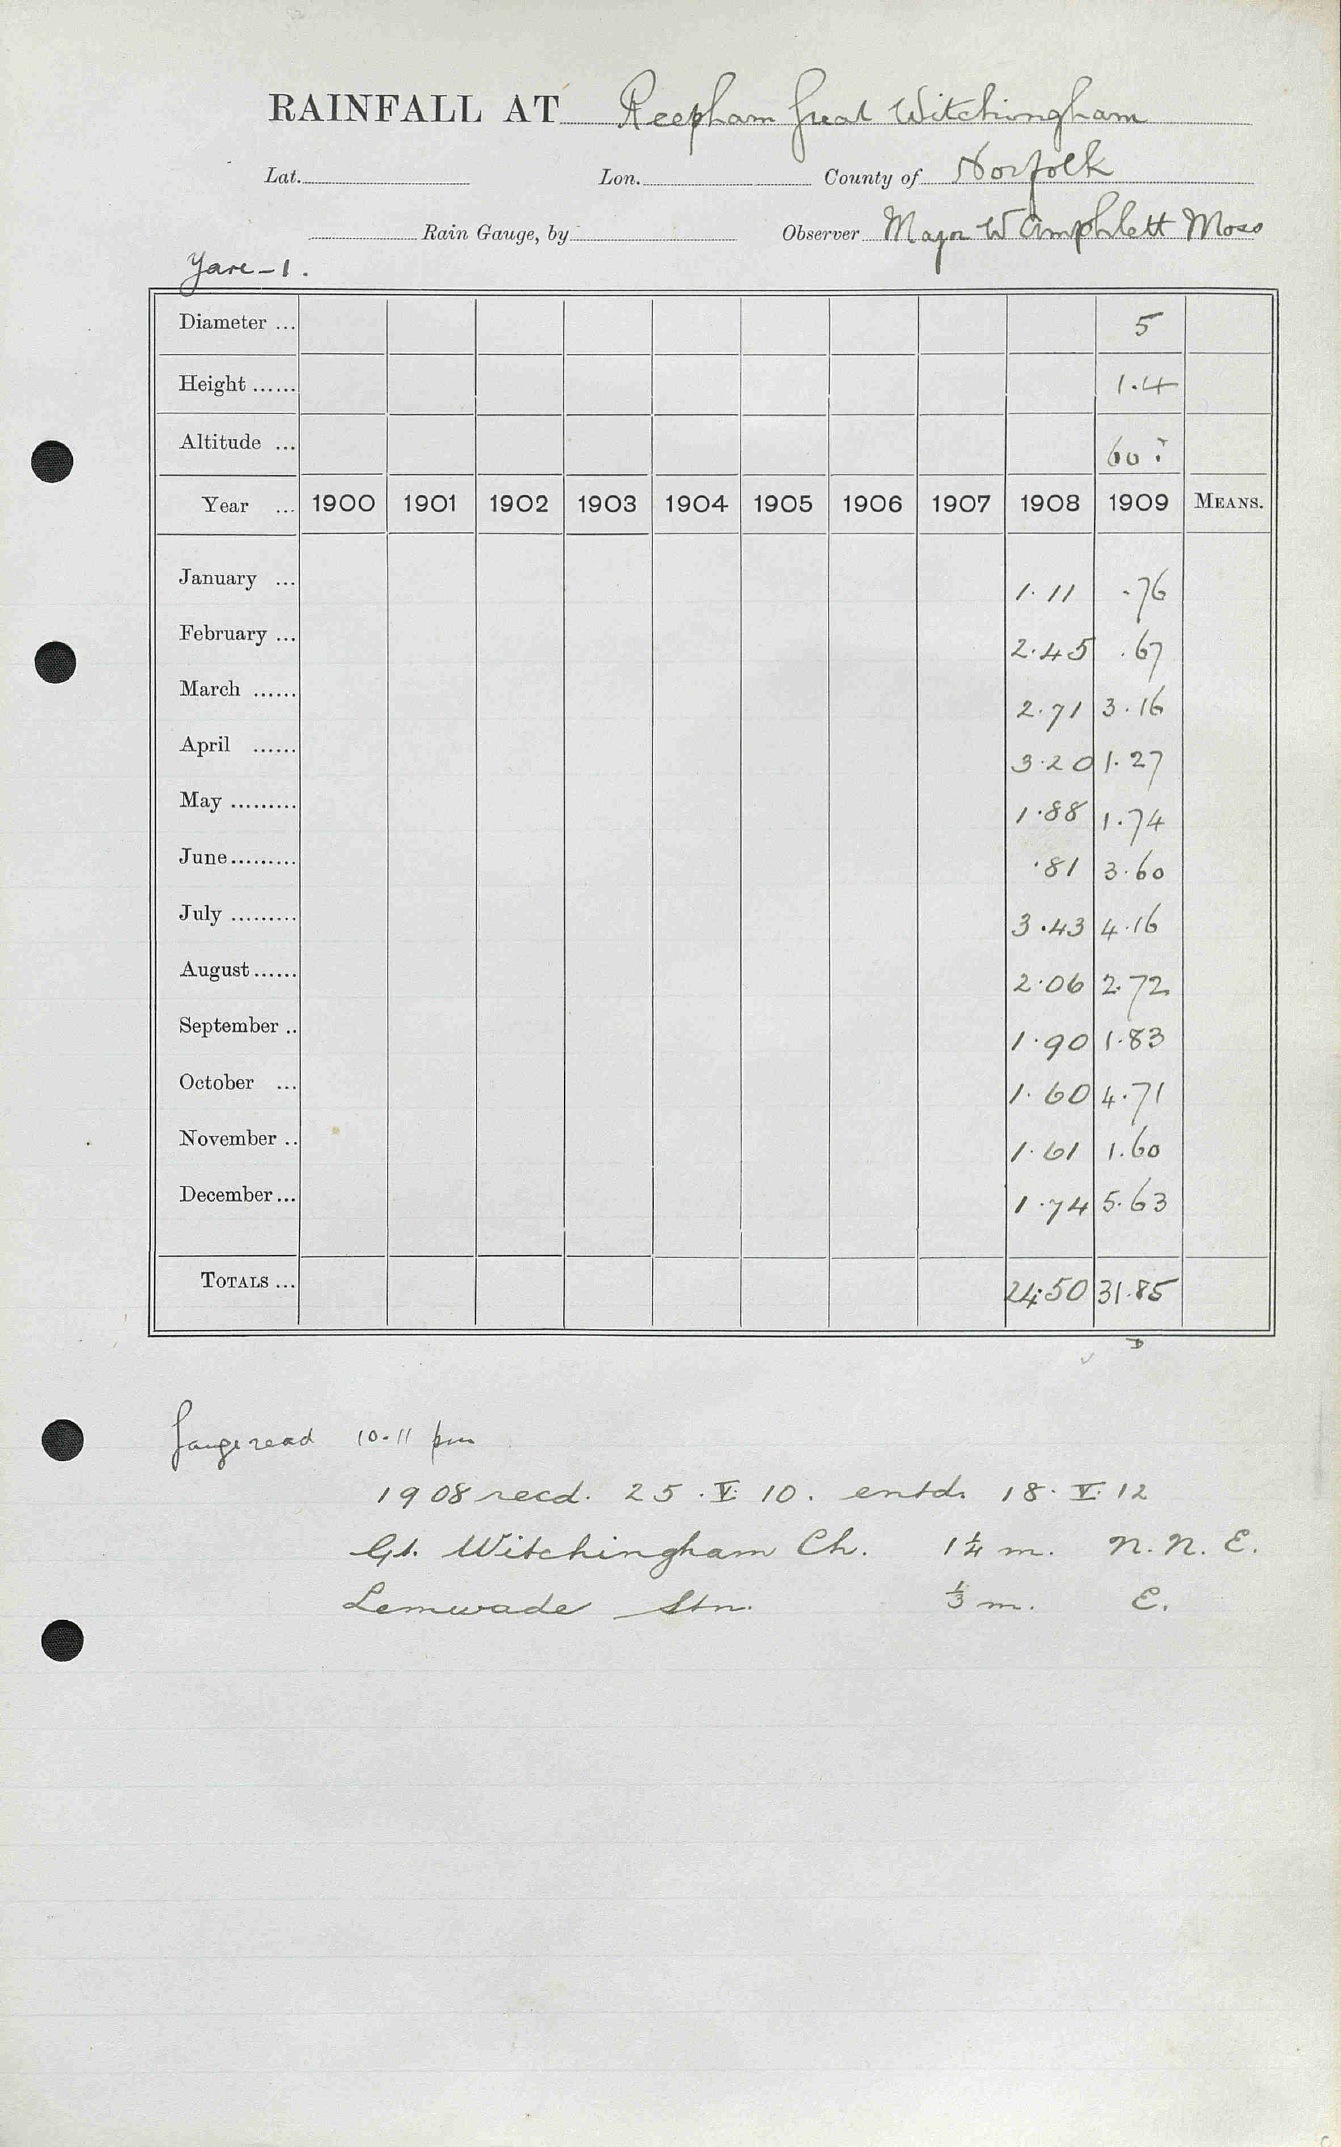 RAINFALL AT Reepham Great Witchingham
Lat. Lon. County of Norfolk
Rain Gauge, by Observer Major W Amphlett Moss
Yare - 1.
Diameter ... 5
Height ...... 1.4
Altitude ... 60 ?
Year ... 1900 1901 1902 1903 1904 1905 1906 1907 1908 1909 MEANS.
January ... 1.11 .76
February ... 2.45 .67
March ...... 2.71 3.16
April ...... 3.20 1.27
May ......... 1.88 1.74
June ......... .81 3.60
July ......... 3.43 4.16
August ...... 2.06 2.72
September .. 1.90 1.83
October ... 1.60 4.71
November .. 1.61 1.60
December ... 1.74 5.63
TOTALS ... 24.50 31.85
Gauge read 10-11 pm
1908 recd. 25.V.10. entd. 18.V.12
Gt. Witchingham Ch. 1¼ m. N.N.E.
Lenwade Stn. ⅓ m. E.